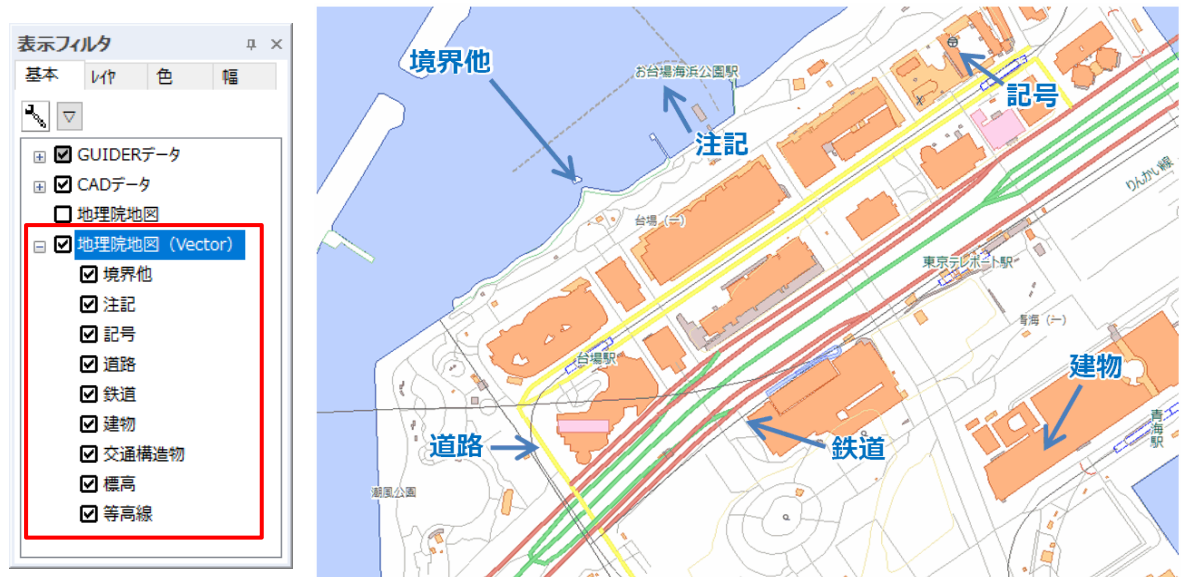 表示フィルタ
基本 レイヤ 色 幅
GUIDERデータ
CADデータ
地理院地図
地理院地図（Vector）
境界他
注記
記号
道路
鉄道
建物
交通構造物
標高
等高線
境界他
お台場海浜公園駅
注記
記号
りんかい線
台場（一）
東京テレポート駅
青海（一）
台場駅
建物
道路
鉄道
青海駅
潮風公園